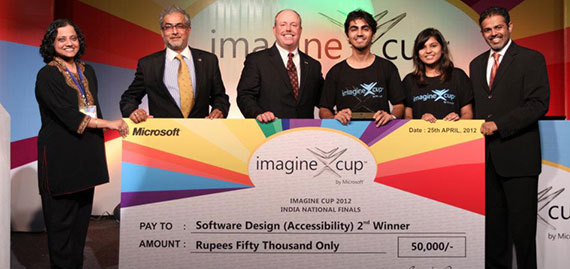 imagine cup
imagine cup
imagine cup
Microsoft
Date : 25th APRIL, 2012
imagine cup™
by Microsoft®
IMAGINE CUP 2012
INDIA NATIONAL FINALS
PAY TO : Software Design (Accessibility) 2nd Winner
AMOUNT : Rupees Fifty Thousand Only 50,000/-
cup
by Microsoft